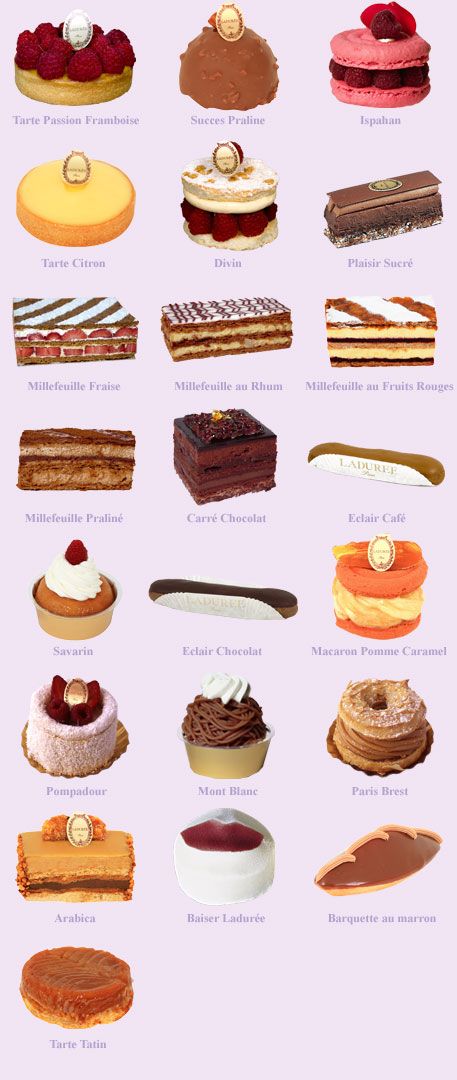 Tarte Passion Framboise
Succes Praline
Ispahan
LADURÉE
Tarte Citron
Divin
Plaisir Sucré
Millefeuille Fraise
Millefeuille au Rhum
Millefeuille au Fruits Rouges
Millefeuille Praliné
Carré Chocolat
LADUREE
Paris
Eclair Café
Savarin
LADUREE
Eclair Chocolat
Macaron Pomme Caramel
Pompadour
Mont Blanc
Paris Brest
LADURÉE
Arabica
Baiser Ladurée
Barquette au marron
Tarte Tatin